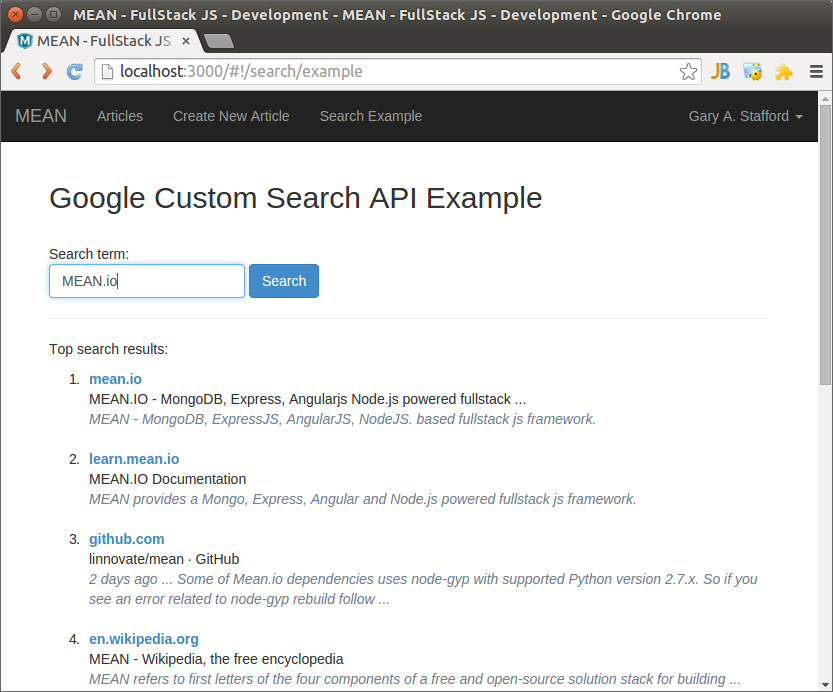 MEAN - FullStack JS - Development - MEAN - FullStack JS - Development - Google Chrome
MEAN - FullStack JS
localhost:3000/#!/search/example
JB
MEAN Articles Create New Article Search Example Gary A. Stafford
Google Custom Search API Example
Search term:
MEAN.io Search
Top search results:
1. mean.io
MEAN.IO - MongoDB, Express, Angularjs Node.js powered fullstack ...
MEAN - MongoDB, ExpressJS, AngularJS, NodeJS. based fullstack js framework.
2. learn.mean.io
MEAN.IO Documentation
MEAN provides a Mongo, Express, Angular and Node.js powered fullstack js framework.
3. github.com
linnovate/mean · GitHub
2 days ago ... Some of Mean.io dependencies uses node-gyp with supported Python version 2.7.x. So if you
see an error related to node-gyp rebuild follow ...
4. en.wikipedia.org
MEAN - Wikipedia, the free encyclopedia
MEAN refers to first letters of the four components of a free and open-source solution stack for building ...